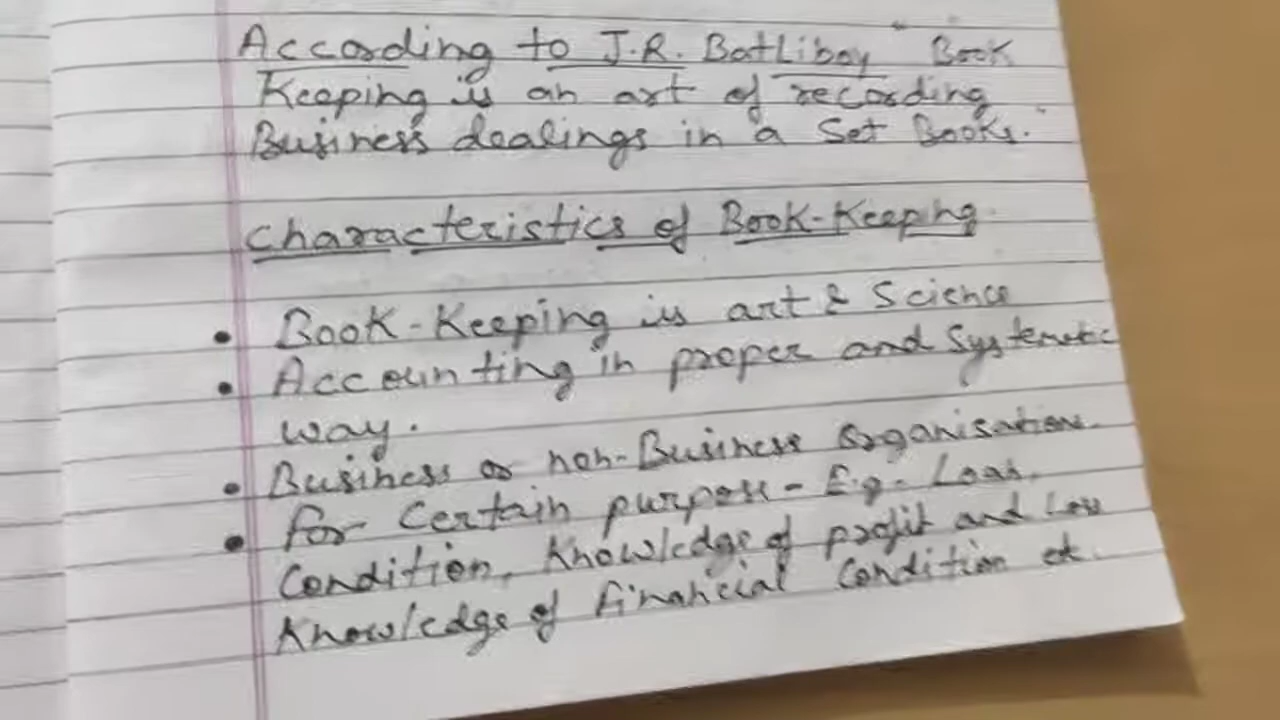 According to J.R. Batliboy " Book
Keeping is an art of recording
Business dealings in a Set Books."
Characteristics of Book-Keeping.
• Book-Keeping is art & Science
• Accounting in proper and Systematic
way.
• Business or non-Business Organisation.
• for Certain purpose - E.g. - Loan.
Condition, Knowledge of profit and Loss
Knowledge of financial Condition etc.